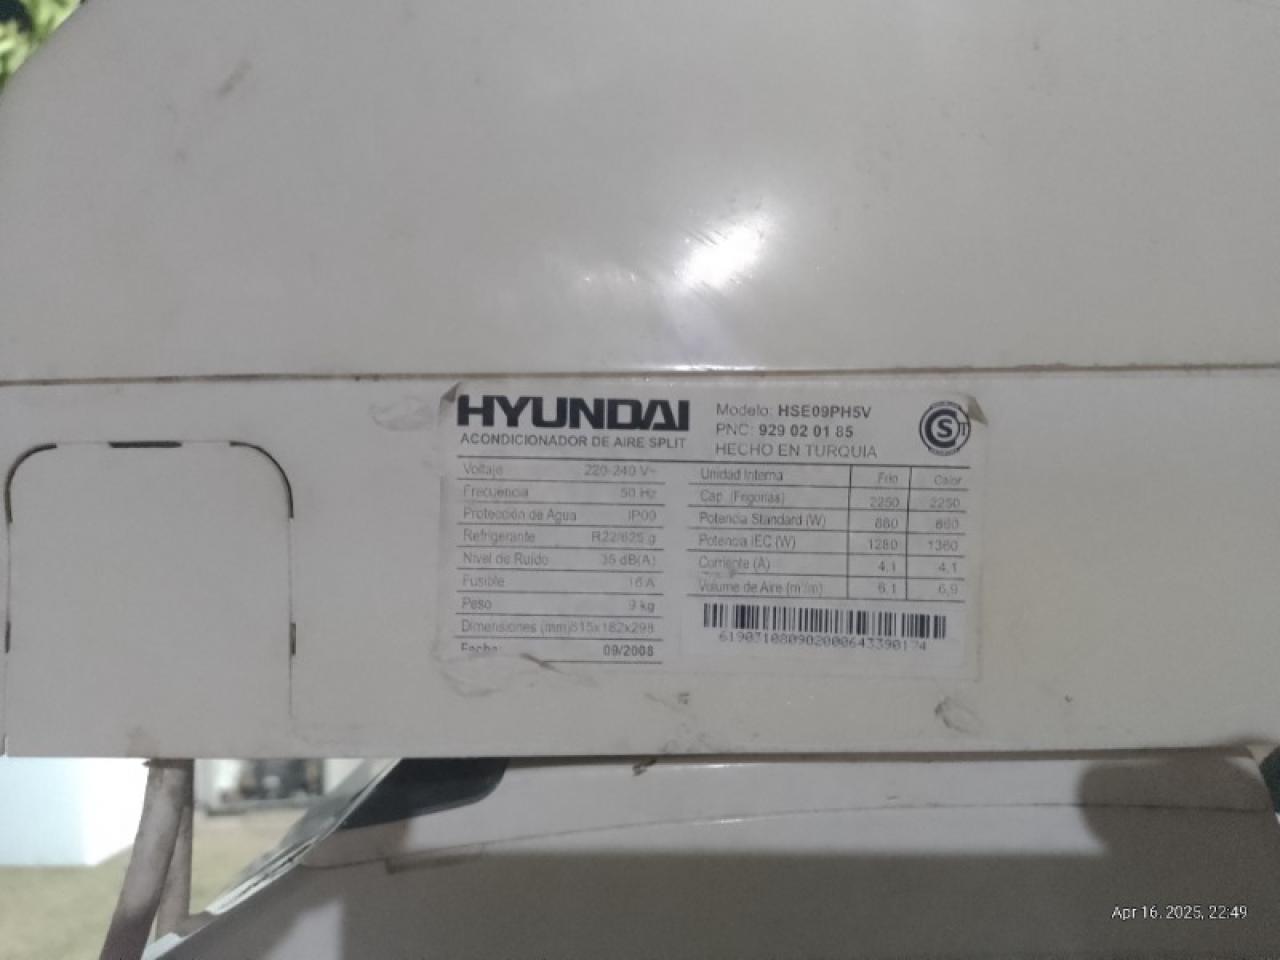 HYUNDAI
ACONDICIONADOR DE AIRE SPLIT
Modelo: HSE09PH5V
PNC: 929 02 01 85
HECHO EN TURQUIA
S
Voltaje 220-240 V~
Frecuencia 50 Hz
Protección de Agua IP00
Refrigerante R22/625 g
Nivel de Ruido 35 dB(A)
Fusible 16 A
Peso 9 kg
Dimensiones (mm) 815x182x298
Fecha: 09/2008
Unidad Interna Frío Calor
Cap. (Frigorías) 2250 2250
Potencia Standard (W) 880 860
Potencia IEC (W) 1280 1360
Corriente (A) 4.1 4.1
Volume de Aire (m³/m) 6,1 6,9
6190310809020006433901 74
Apr 16, 2025, 22:49